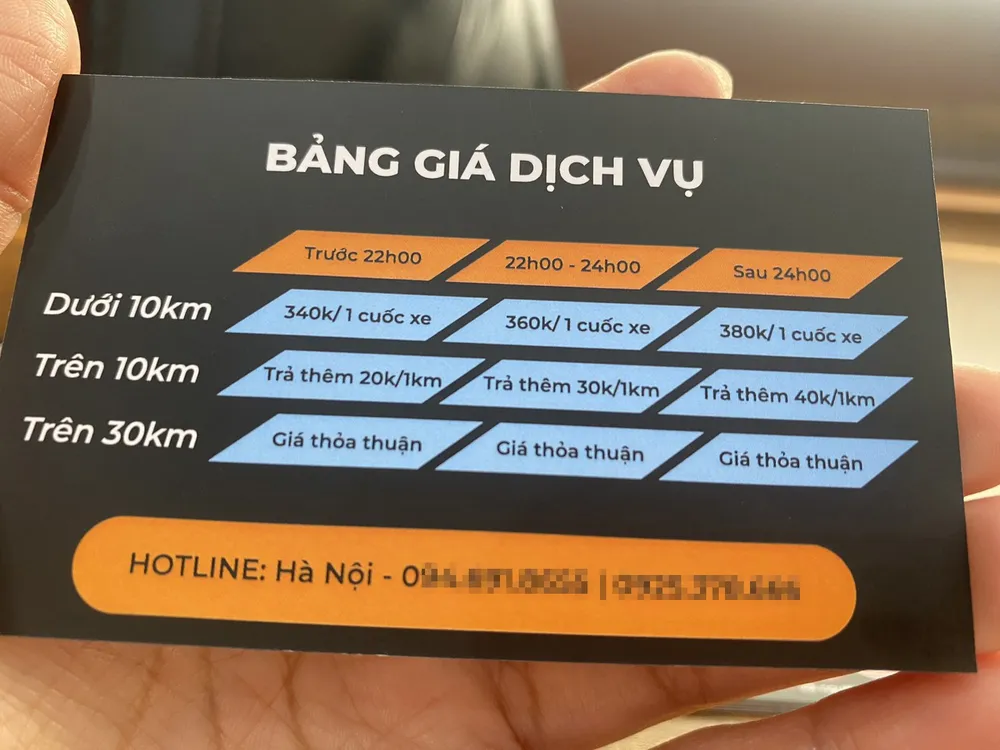 BẢNG GIÁ DỊCH VỤ
Trước 22h00 22h00 - 24h00 Sau 24h00
Dưới 10km 340k/ 1 cuốc xe 360k/ 1 cuốc xe 380k/ 1 cuốc xe
Trên 10km Trả thêm 20k/1km Trả thêm 30k/1km Trả thêm 40k/1km
Trên 30km Giá thỏa thuận Giá thỏa thuận Giá thỏa thuận
HOTLINE: Hà Nội - 09